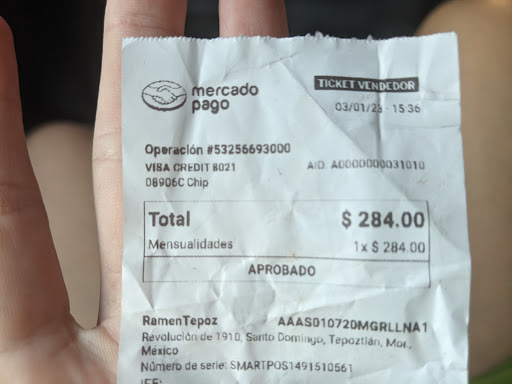 mercado
pago
TICKET VENDEDOR
03/01/23 - 15:36
Operación #53256693000
VISA CREDIT 8021
AID. A0000000031010
08906C Chip
Total $ 284.00
Mensualidades 1 x $ 284.00
APROBADO
RamenTepoz AAAS010720MGRLLNA1
Revolución de 1910, Santo Domingo, Tepoztlán, Mor.,
México
Número de serie: SMARTPOS1491510561